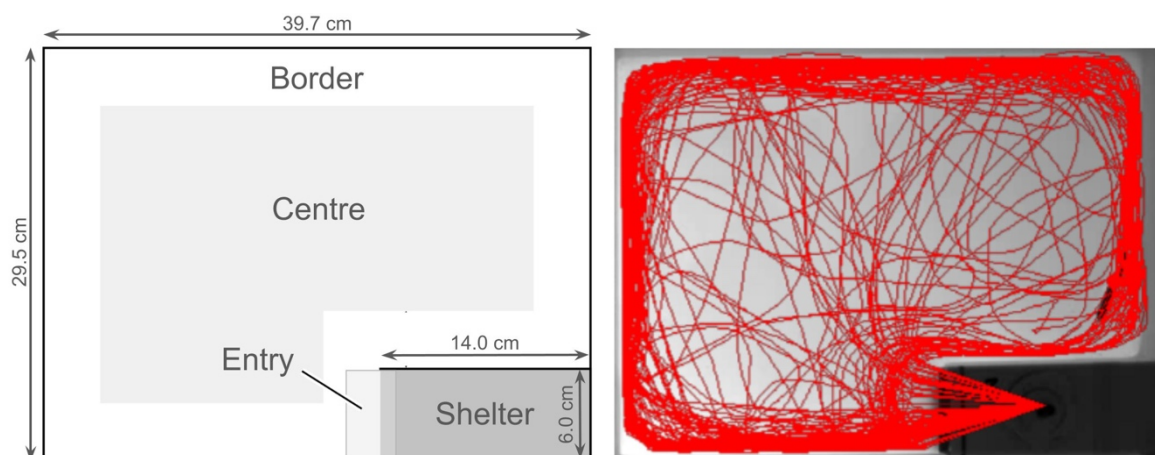 39.7 cm
Border
29.5 cm
Centre
14.0 cm
Entry
Shelter
6.0 cm